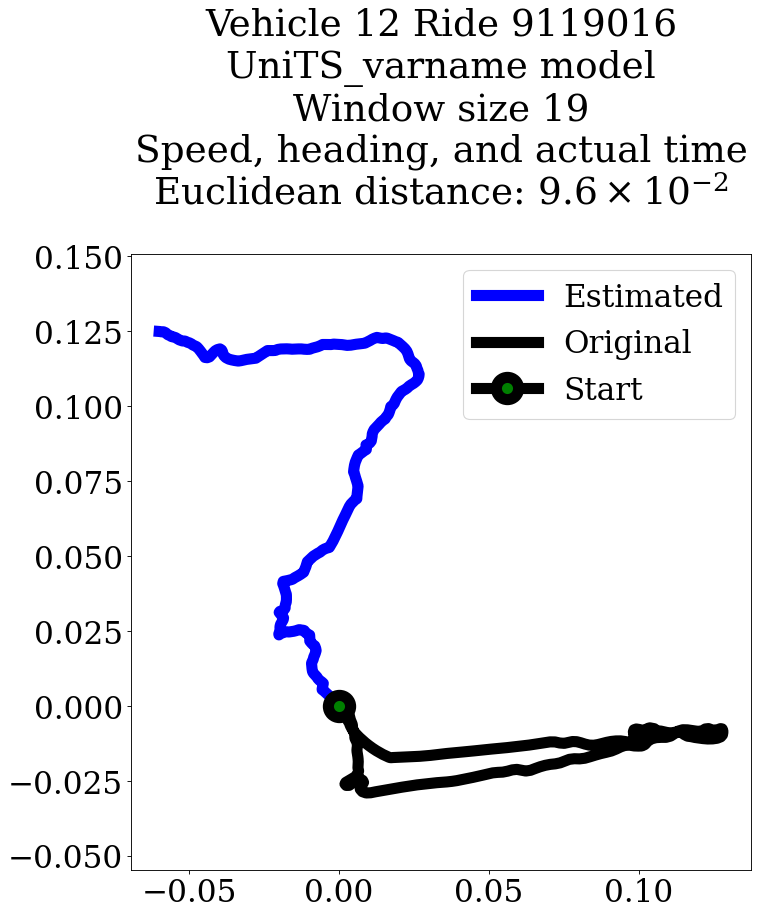 Vehicle 12 Ride 9119016
UniTS_varname model
Window size 19
Speed, heading, and actual time
Euclidean distance: 9.6 × 10⁻²
0.150
0.125
0.100
0.075
0.050
0.025
0.000
−0.025
−0.050
Estimated
Original
Start
−0.05 0.00 0.05 0.10